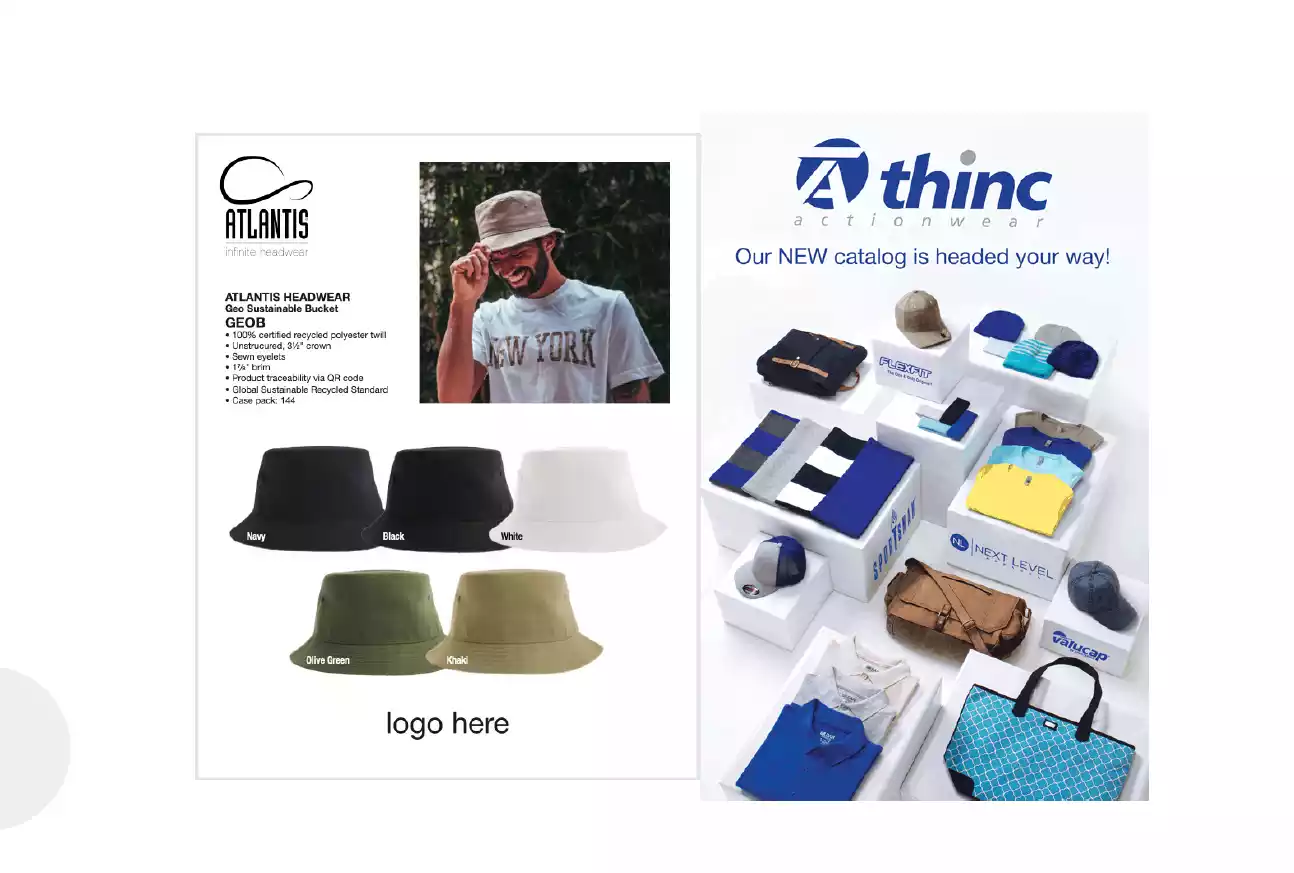 ATLANTIS
infinite headwear
ATLANTIS HEADWEAR
Geo Sustainable Bucket
GEOB
• 100% certified recycled polyester twill
• Unstrucured, 3½" crown
• Sewn eyelets
• 1⅞" brim
• Product traceability via QR code
• Global Sustainable Recycled Standard
• Case pack: 144
NEW YORK
Navy
Black
White
Olive Green
Khaki
logo here
A thinc
actionwear
Our NEW catalog is headed your way!
FLEXFIT
SPORTSMAN
NL NEXT LEVEL
APPAREL
valucap